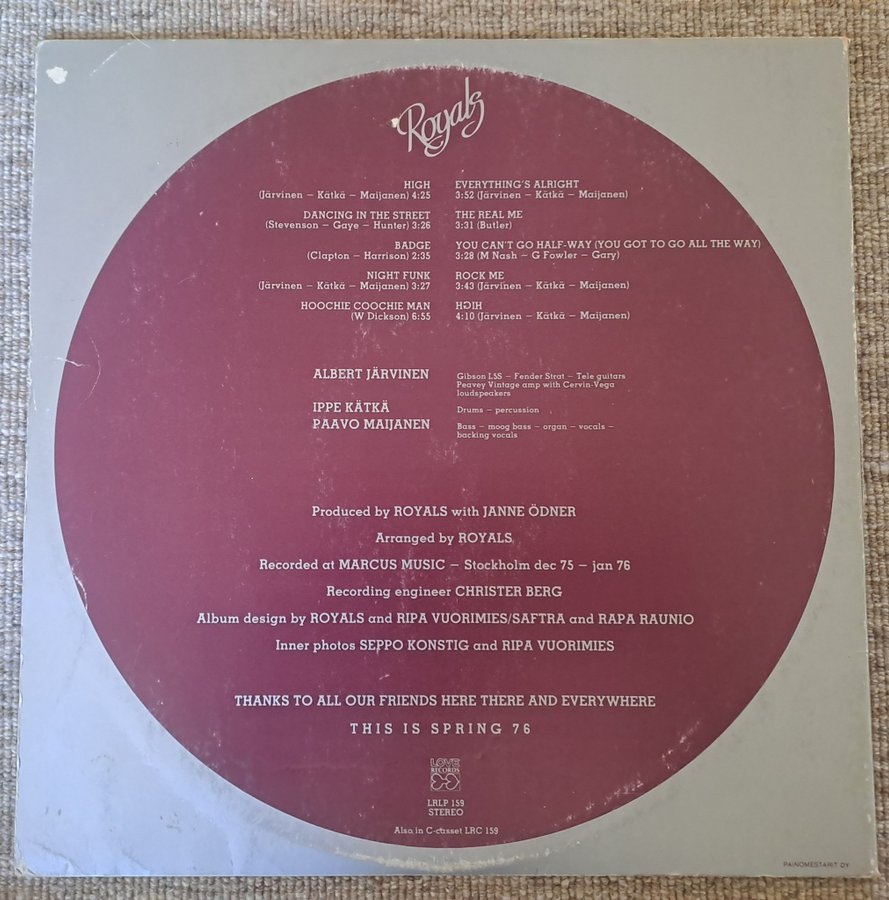 Royals
HIGH
(Järvinen – Kätkä – Maijanen) 4:25
DANCING IN THE STREET
(Stevenson – Gaye – Hunter) 3:26
BADGE
(Clapton – Harrison) 2:35
NIGHT FUNK
(Järvinen – Kätkä – Maijanen) 3:27
HOOCHIE COOCHIE MAN
(W Dickson) 6:55
EVERYTHING'S ALRIGHT
3:52 (Järvinen – Kätkä – Maijanen)
THE REAL ME
3:31 (Butler)
YOU CAN'T GO HALF-WAY (YOU GOT TO GO ALL THE WAY)
3:28 (M Nash – G Fowler – Gary)
ROCK ME
3:43 (Järvinen – Kätkä – Maijanen)
HIGH
4:10 (Järvinen – Kätkä – Maijanen)
ALBERT JÄRVINEN
Gibson L5S – Fender Strat – Tele guitars
Peavey Vintage amp with Cervin-Vega
loudspeakers
IPPE KÄTKÄ
Drums – percussion
PAAVO MAIJANEN
Bass – moog bass – organ – vocals –
backing vocals
Produced by ROYALS with JANNE ÖDNER
Arranged by ROYALS
Recorded at MARCUS MUSIC – Stockholm dec 75 – jan 76
Recording engineer CHRISTER BERG
Album design by ROYALS and RIPA VUORIMIES/SAFTRA and RAPA RAUNIO
Inner photos SEPPO KONSTIG and RIPA VUORIMIES
THANKS TO ALL OUR FRIENDS HERE THERE AND EVERYWHERE
THIS IS SPRING 76
LOVE
RECORDS
LRLP 159
STEREO
Also in C-casset LRC 159
PAINOMESTARIT OY